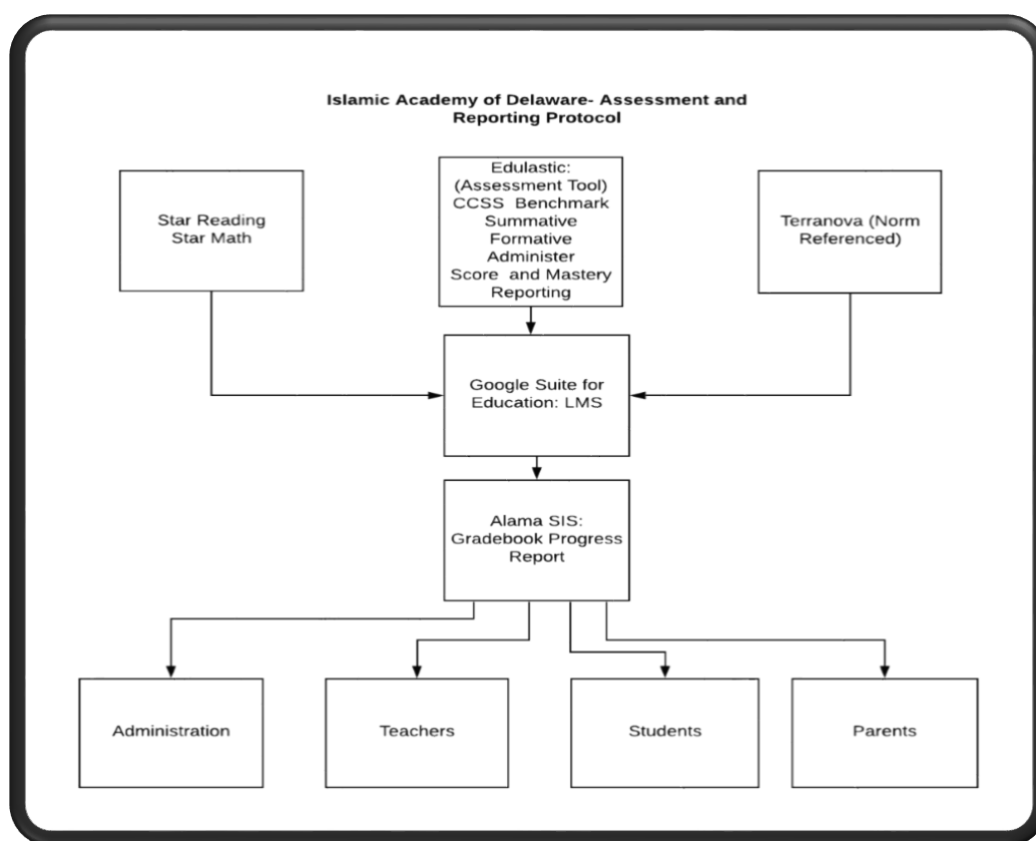 Islamic Academy of Delaware- Assessment and
Reporting Protocol
Star Reading
Star Math
Edulastic:
(Assessment Tool)
CCSS Benchmark
Summative
Formative
Administer
Score and Mastery
Reporting
Terranova (Norm
Referenced)
Google Suite for
Education: LMS
Alama SIS:
Gradebook Progress
Report
Administration
Teachers
Students
Parents